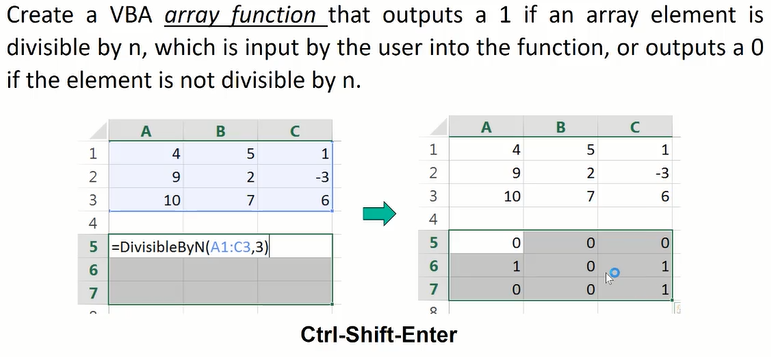 Create a VBA array function that outputs a 1 if an array element is
divisible by n, which is input by the user into the function, or outputs a 0
if the element is not divisible by n.
A B C
1 4 5 1
2 9 2 -3
3 10 7 6
4
5 =DivisibleByN(A1:C3,3)
6
7
A B C
1 4 5 1
2 9 2 -3
3 10 7 6
4
5 0 0 0
6 1 0 1
7 0 0 1
8
Ctrl-Shift-Enter